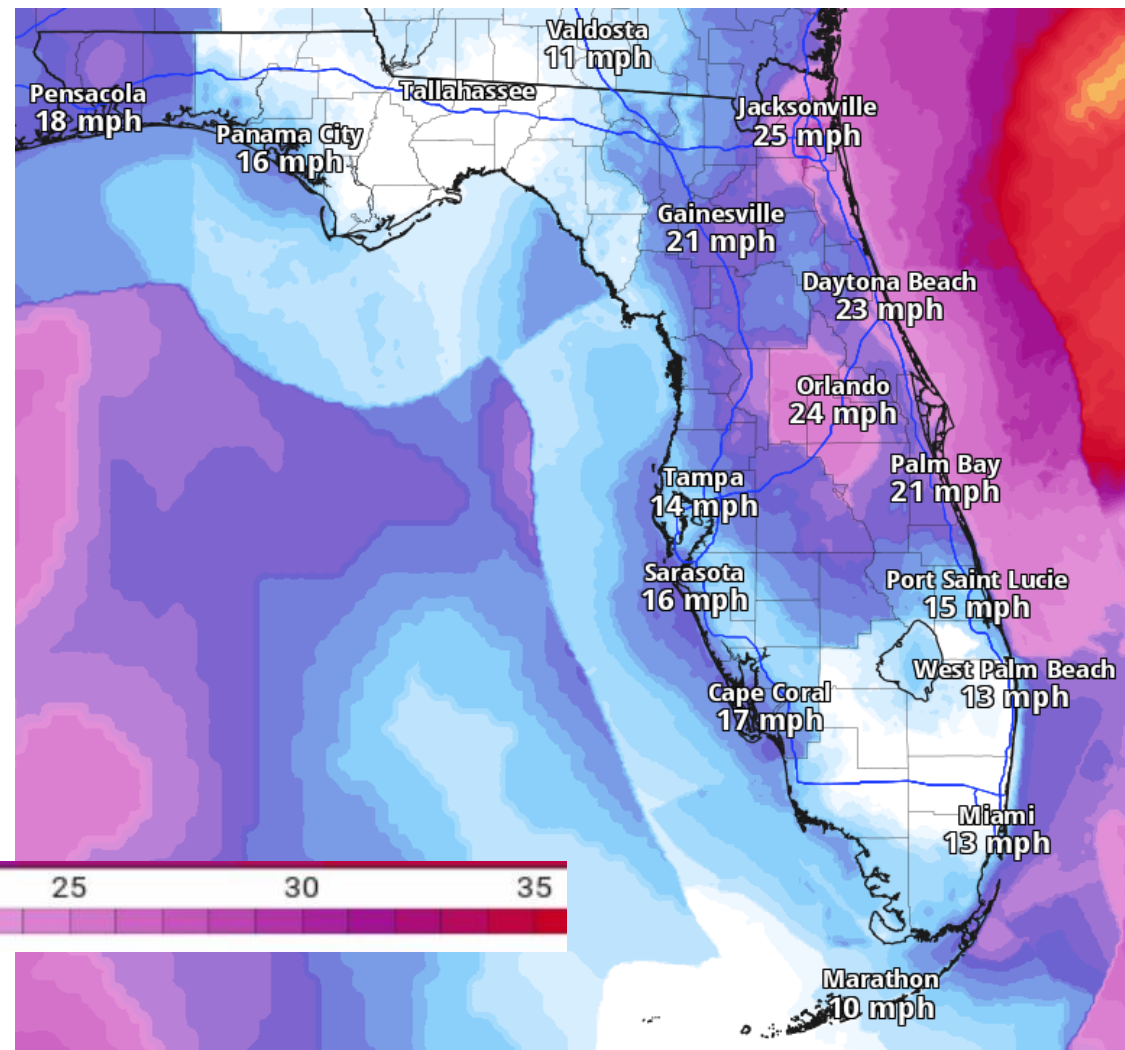 Valdosta
11 mph
Pensacola
18 mph
Tallahassee
Jacksonville
25 mph
Panama City
16 mph
Gainesville
21 mph
Daytona Beach
23 mph
Orlando
24 mph
Palm Bay
21 mph
Tampa
14 mph
Sarasota
16 mph
Port Saint Lucie
15 mph
West Palm Beach
13 mph
Cape Coral
17 mph
Miami
13 mph
25 30 35
Marathon
10 mph